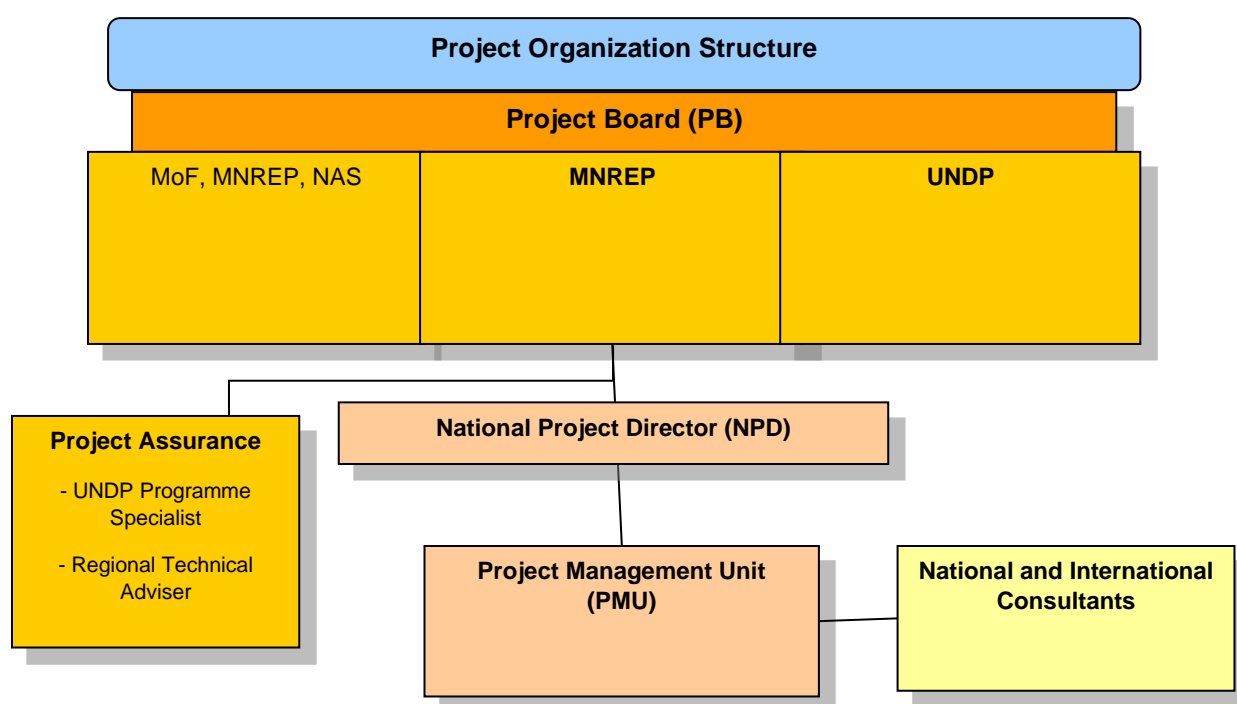 Project Organization Structure
Project Board (PB)
MoF, MNREP, NAS
MNREP
UNDP
Project Assurance
- UNDP Programme
Specialist
- Regional Technical
Adviser
National Project Director (NPD)
Project Management Unit
(PMU)
National and International
Consultants